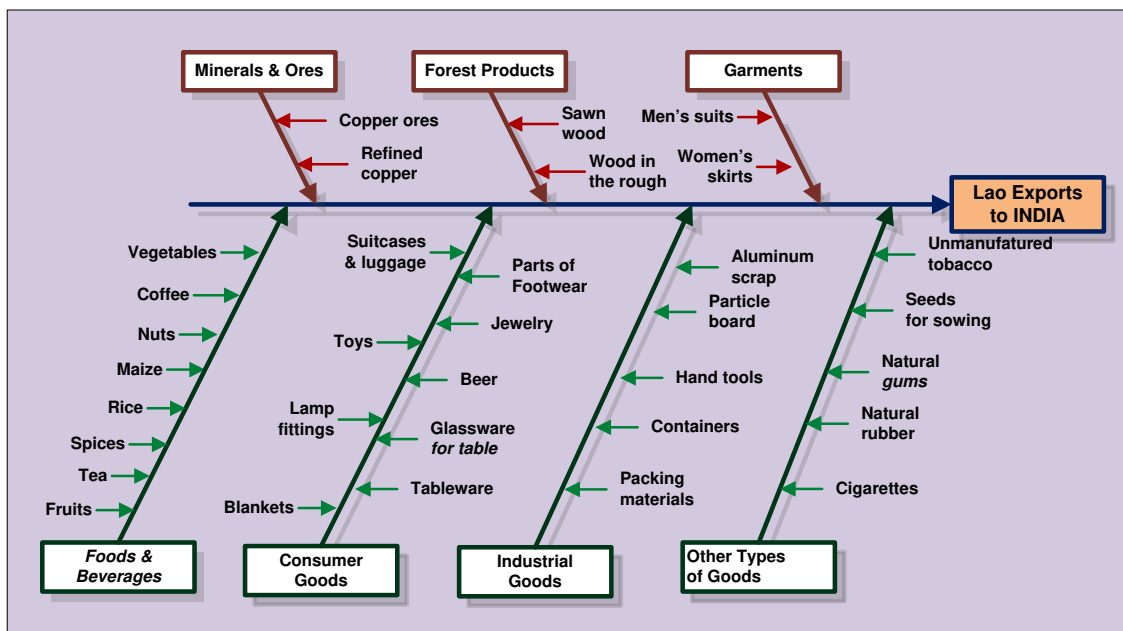 Minerals & Ores
Forest Products
Garments
Copper ores
Refined
copper
Sawn
wood
Wood in
the rough
Men's suits
Women's
skirts
Lao Exports
to INDIA
Vegetables
Coffee
Nuts
Maize
Rice
Spices
Tea
Fruits
Suitcases
& luggage
Parts of
Footwear
Jewelry
Toys
Beer
Lamp
fittings
Glassware
for table
Tableware
Blankets
Aluminum
scrap
Particle
board
Hand tools
Containers
Packing
materials
Unmanufatured
tobacco
Seeds
for sowing
Natural
gums
Natural
rubber
Cigarettes
Foods &
Beverages
Consumer
Goods
Industrial
Goods
Other Types
of Goods